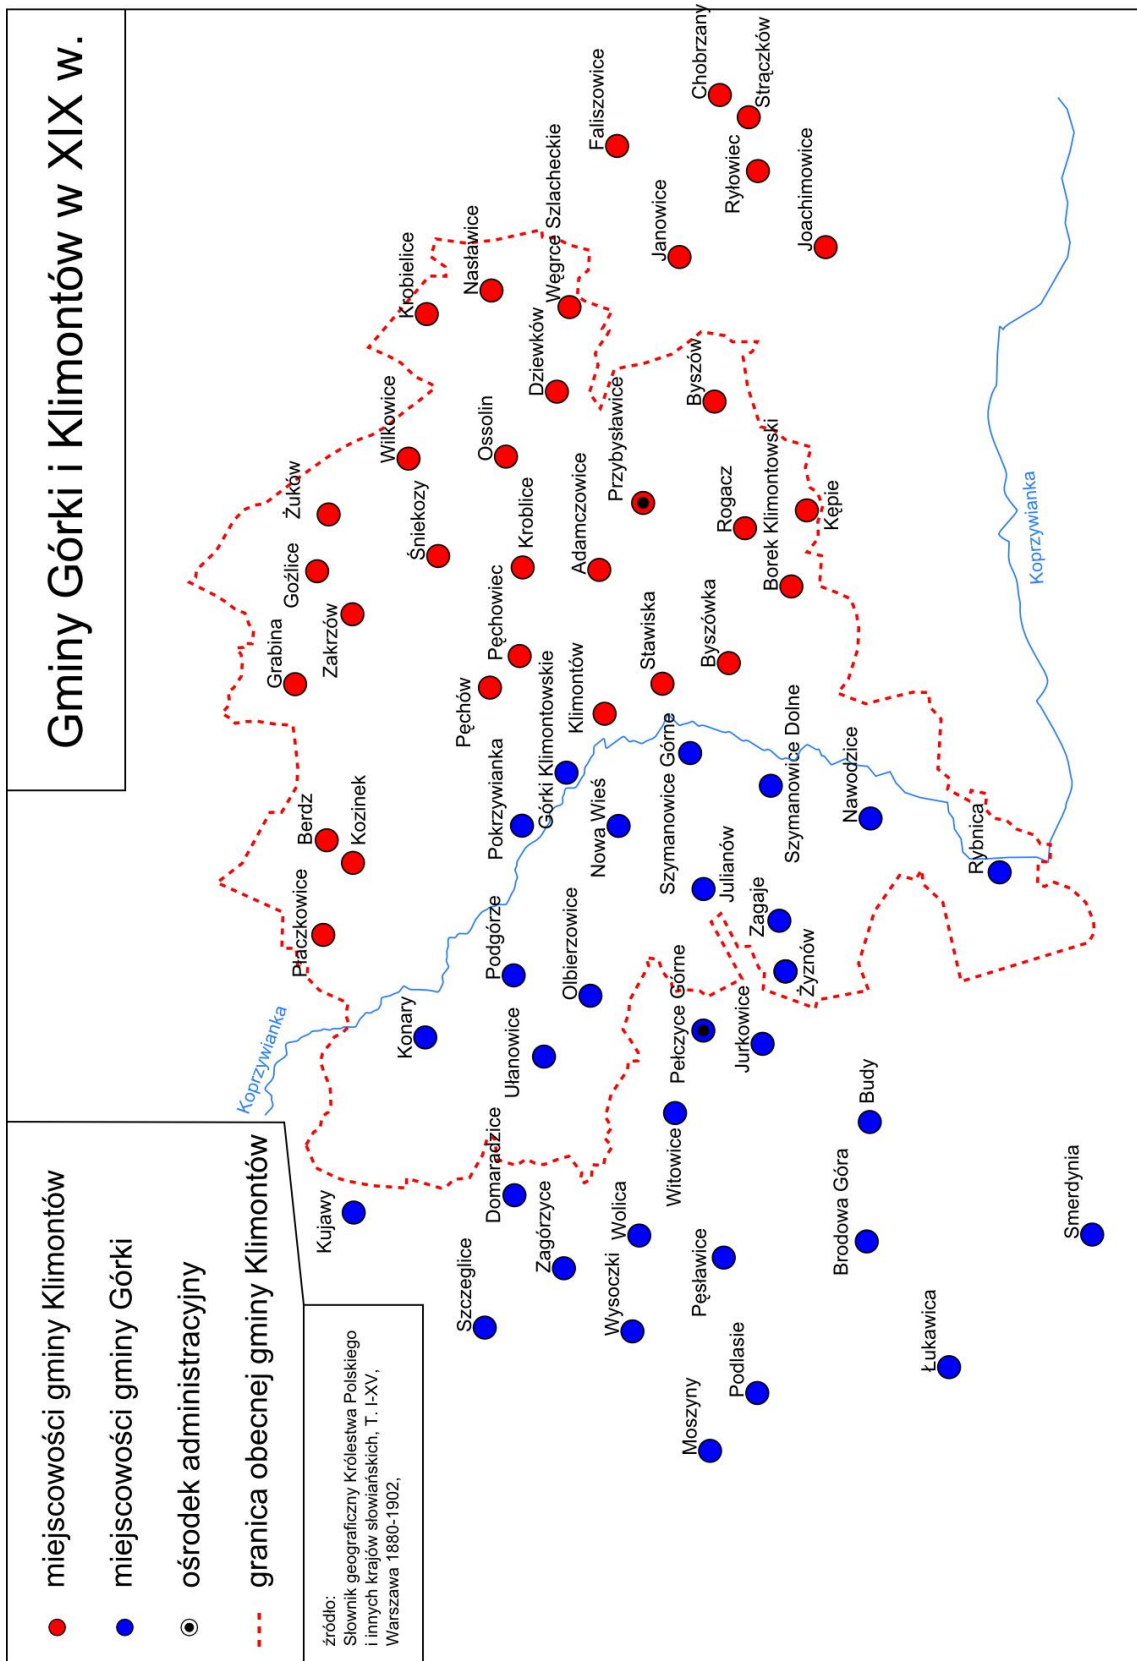 Gminy Górki i Klimontów w XIX w.
miejscowości gminy Klimontów
miejscowości gminy Górki
ośrodek administracyjny
granica obecnej gminy Klimontów
źródło:
Słownik geograficzny Królestwa Polskiego
i innych krajów słowiańskich, T. I-XV,
Warszawa 1880-1902,
Koprzywianka
Kujawy
Płaczkowice
Berdz
Kozinek
Grabina
Goźlice
Zakrzów
Żuków
Wilkowice
Śniekozy
Krobielice
Nasławice
Konary
Szczeglice
Domaradzice
Zagórzyce
Ułanowice
Podgórze
Olbierzowice
Pokrzywianka
Górki Klimontowskie
Nowa Wieś
Pęchów
Pęchowiec
Klimontów
Kroblice
Ossolin
Adamczowice
Dziewków
Węgrce Szlacheckie
Faliszowice
Wysoczki
Wolica
Witowice
Pełczyce Górne
Szymanowice Górne
Julianów
Stawiska
Przybysławice
Janowice
Chobrzany
Strączków
Ryłowiec
Joachimowice
Moszyny
Podlasie
Pęsławice
Jurkowice
Zagaje
Żyznów
Szymanowice Dolne
Byszówka
Rogacz
Byszów
Borek Klimontowski
Kępie
Brodowa Góra
Budy
Nawodzice
Łukawica
Smerdynia
Rybnica
Koprzywianka